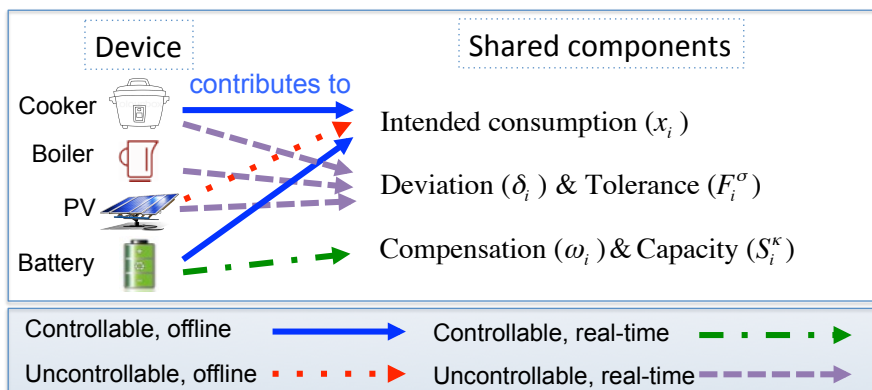 Device
Shared components
contributes to
Cooker
Intended consumption (x_i)
Boiler
Deviation (δ_i) & Tolerance (F_i^σ)
PV
Compensation (ω_i) & Capacity (S_i^κ)
Battery
Controllable, offline
Controllable, real-time
Uncontrollable, offline
Uncontrollable, real-time